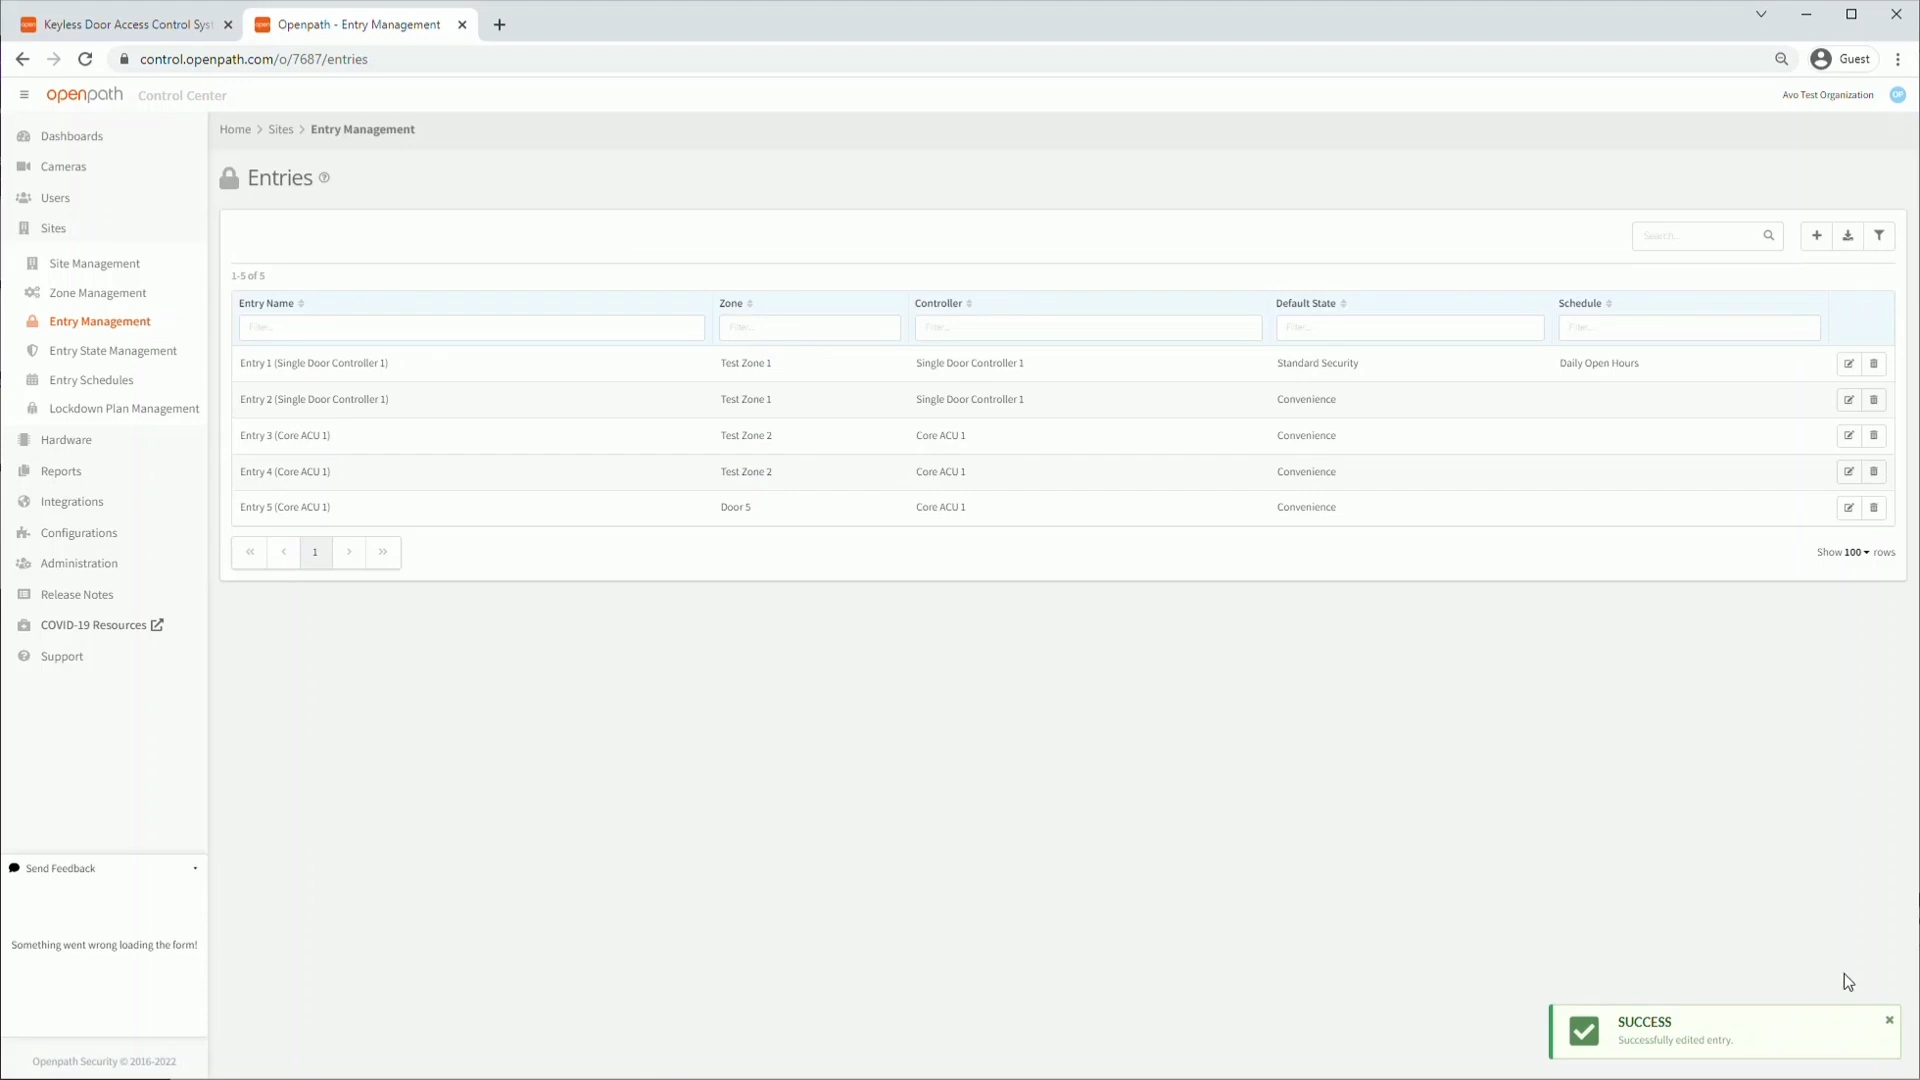 Keyless Door Access Control Syst
Openpath - Entry Management
control.openpath.com/o/7687/entries
Guest
openpath Control Center
Avo Test Organization
OP
Dashboards
Cameras
Users
Sites
Site Management
Zone Management
Entry Management
Entry State Management
Entry Schedules
Lockdown Plan Management
Hardware
Reports
Integrations
Configurations
Administration
Release Notes
COVID-19 Resources
Support
Send Feedback
Something went wrong loading the form!
Openpath Security © 2016-2022
Home > Sites > Entry Management
Entries
Search...
1-5 of 5
Entry Name Zone Controller Default State Schedule
Filter... Filter... Filter... Filter... Filter...
Entry 1 (Single Door Controller 1) Test Zone 1 Single Door Controller 1 Standard Security Daily Open Hours
Entry 2 (Single Door Controller 1) Test Zone 1 Single Door Controller 1 Convenience
Entry 3 (Core ACU 1) Test Zone 2 Core ACU 1 Convenience
Entry 4 (Core ACU 1) Test Zone 2 Core ACU 1 Convenience
Entry 5 (Core ACU 1) Door 5 Core ACU 1 Convenience
« ‹ 1 › »
Show 100 rows
SUCCESS
Successfully edited entry.